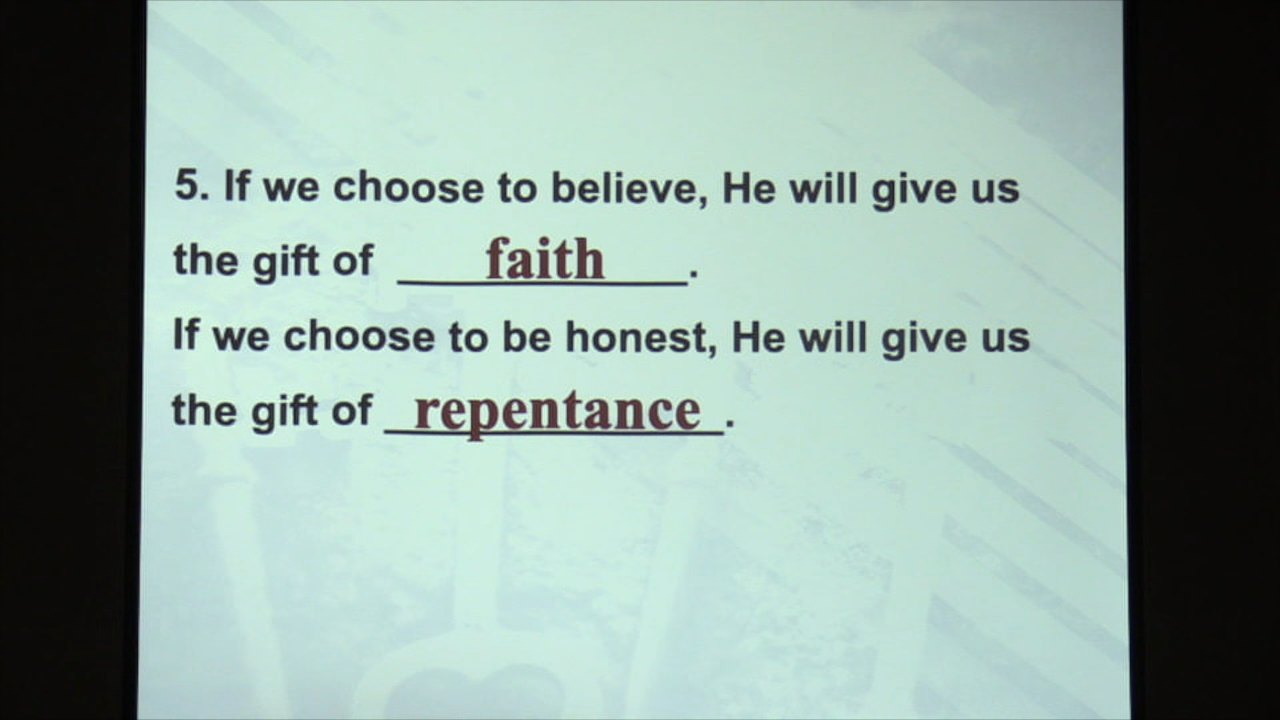 5. If we choose to believe, He will give us
the gift of faith.
If we choose to be honest, He will give us
the gift of repentance.